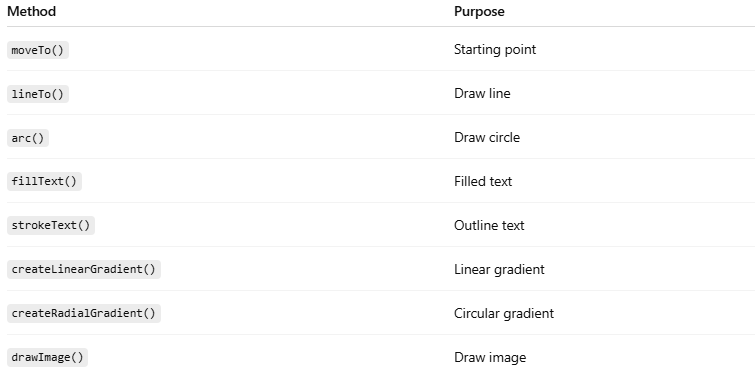 Method Purpose
moveTo() Starting point
lineTo() Draw line
arc() Draw circle
fillText() Filled text
strokeText() Outline text
createLinearGradient() Linear gradient
createRadialGradient() Circular gradient
drawImage() Draw image